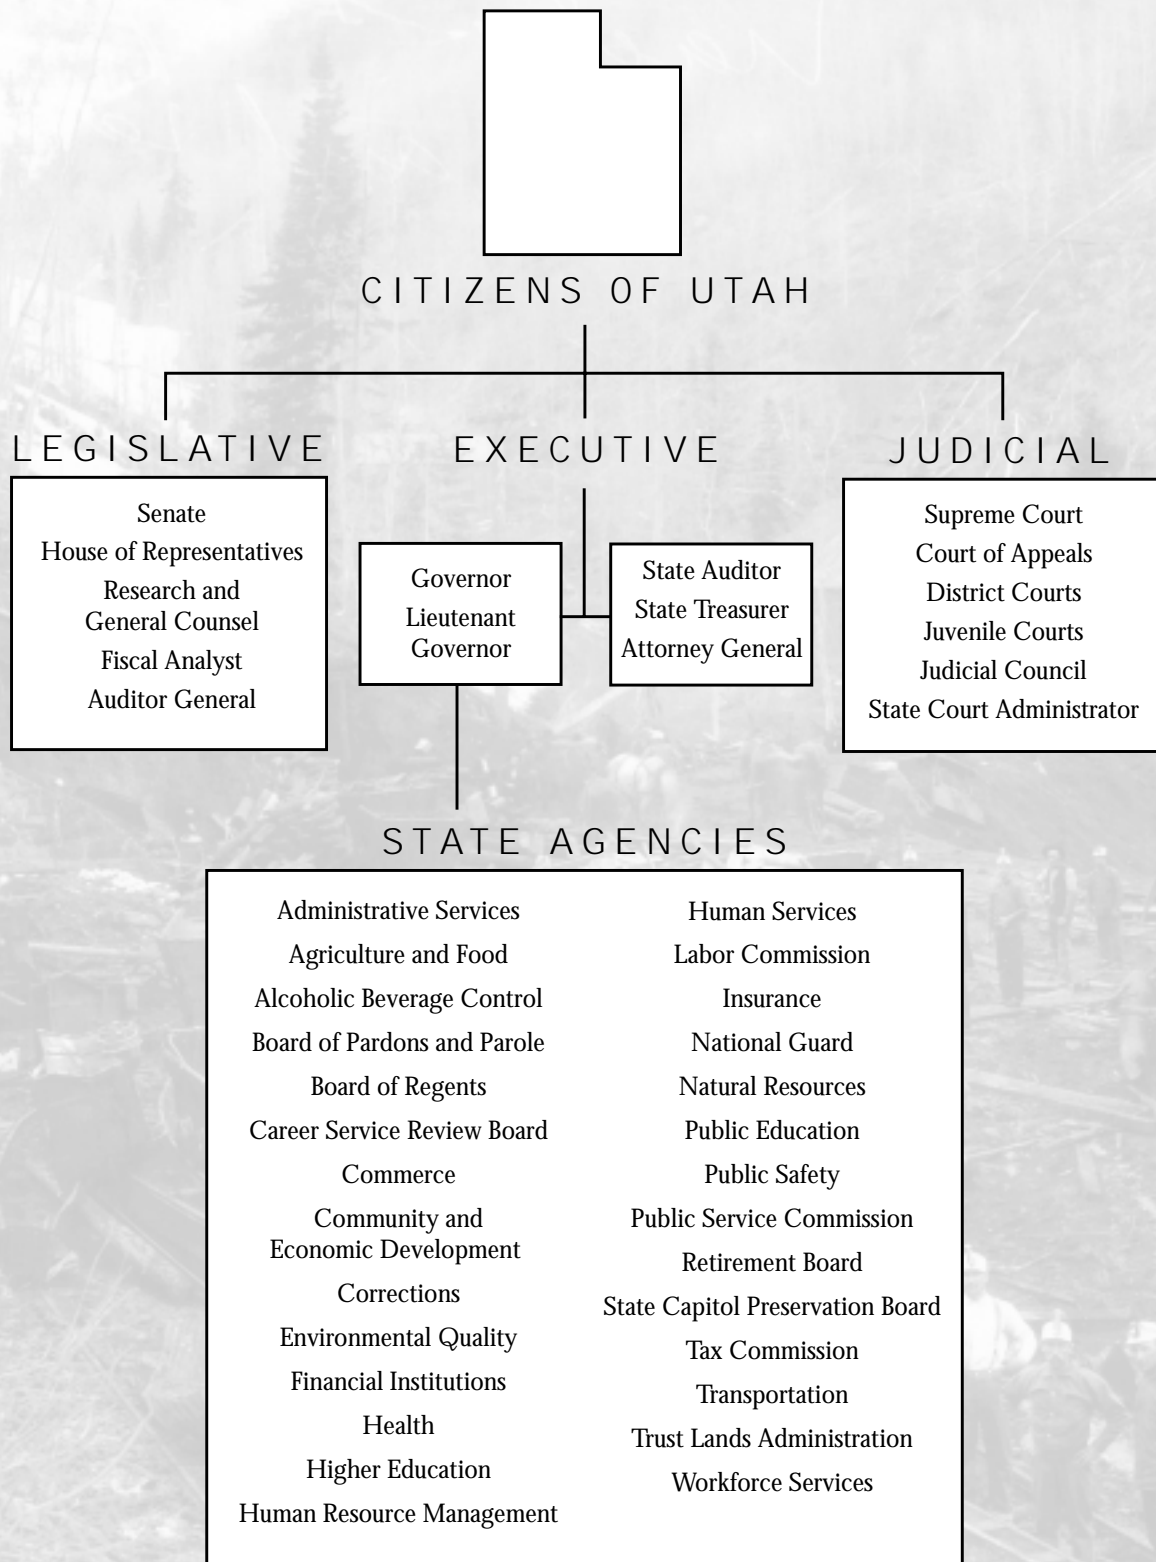 CITIZENS OF UTAH
LEGISLATIVE
Senate
House of Representatives
Research and
General Counsel
Fiscal Analyst
Auditor General
EXECUTIVE
Governor
Lieutenant
Governor
State Auditor
State Treasurer
Attorney General
JUDICIAL
Supreme Court
Court of Appeals
District Courts
Juvenile Courts
Judicial Council
State Court Administrator
STATE AGENCIES
Administrative Services
Agriculture and Food
Alcoholic Beverage Control
Board of Pardons and Parole
Board of Regents
Career Service Review Board
Commerce
Community and
Economic Development
Corrections
Environmental Quality
Financial Institutions
Health
Higher Education
Human Resource Management
Human Services
Labor Commission
Insurance
National Guard
Natural Resources
Public Education
Public Safety
Public Service Commission
Retirement Board
State Capitol Preservation Board
Tax Commission
Transportation
Trust Lands Administration
Workforce Services